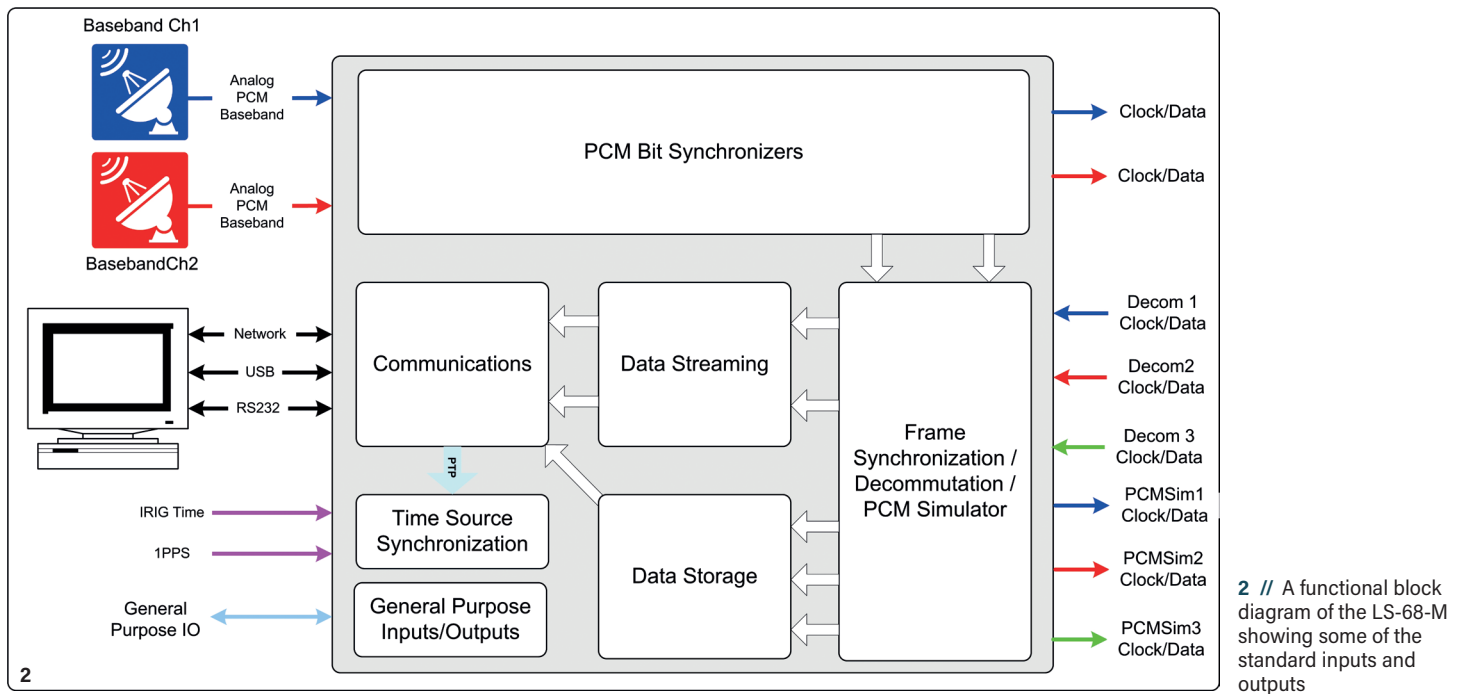 Baseband Ch1
Analog
PCM
Baseband
Analog
PCM
Baseband
BasebandCh2
Network
USB
RS232
IRIG Time
1PPS
General
Purpose IO
PCM Bit Synchronizers
Communications
Data Streaming
Frame
Synchronization /
Decommutation /
PCM Simulator
PTP
Time Source
Synchronization
Data Storage
General Purpose
Inputs/Outputs
Clock/Data
Clock/Data
Decom 1
Clock/Data
Decom2
Clock/Data
Decom 3
Clock/Data
PCMSim1
Clock/Data
PCMSim2
Clock/Data
PCMSim3
Clock/Data
2
2 // A functional block
diagram of the LS-68-M
showing some of the
standard inputs and
outputs